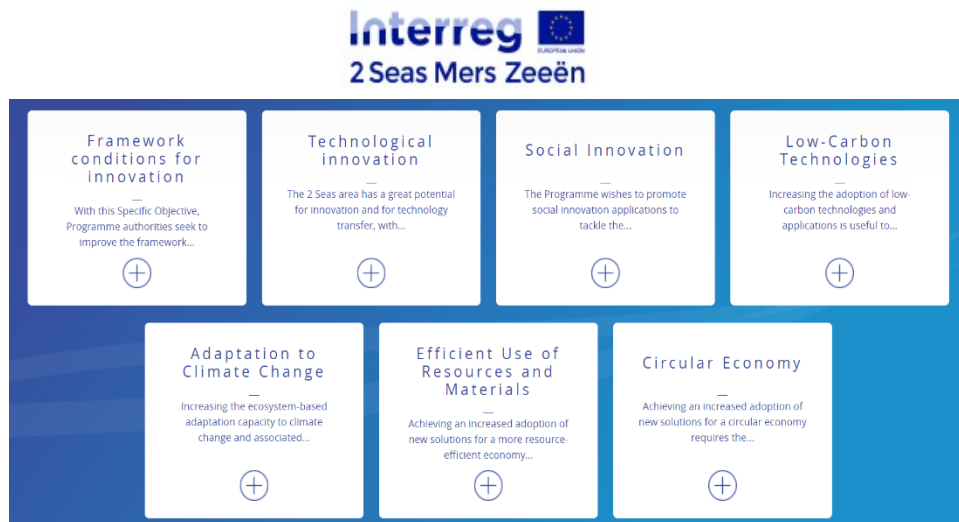 Interreg
EUROPEAN UNION
2 Seas Mers Zeeën
Framework
conditions for
innovation
With this Specific Objective,
Programme authorities seek to
improve the framework...
Technological
innovation
The 2 Seas area has a great potential
for innovation and for technology
transfer, with...
Social Innovation
The Programme wishes to promote
social innovation applications to
tackle the...
Low-Carbon
Technologies
Increasing the adoption of low-
carbon technologies and
applications is useful to...
Adaptation to
Climate Change
Increasing the ecosystem-based
adaptation capacity to climate
change and associated...
Efficient Use of
Resources and
Materials
Achieving an increased adoption of
new solutions for a more resource-
efficient economy...
Circular Economy
Achieving an increased adoption of
new solutions for a circular economy
requires the...